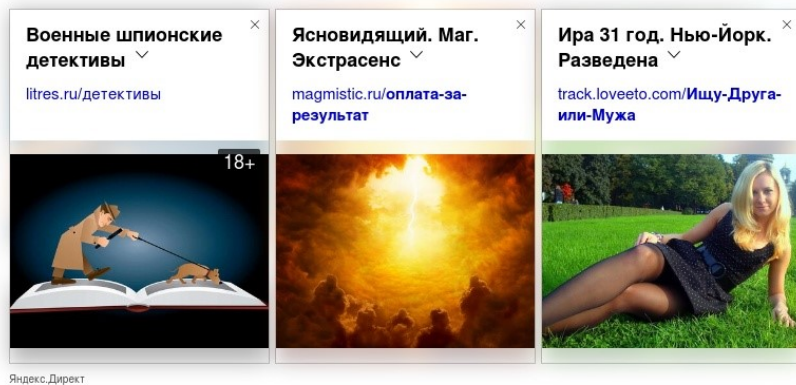 Военные шпионские
детективы
litres.ru/детективы
18+
Ясновидящий. Маг.
Экстрасенс
magmistic.ru/оплата-за-
результат
Ира 31 год. Нью-Йорк.
Разведена
track.loveeto.com/Ищу-Друга-
или-Мужа
Яндекс.Директ